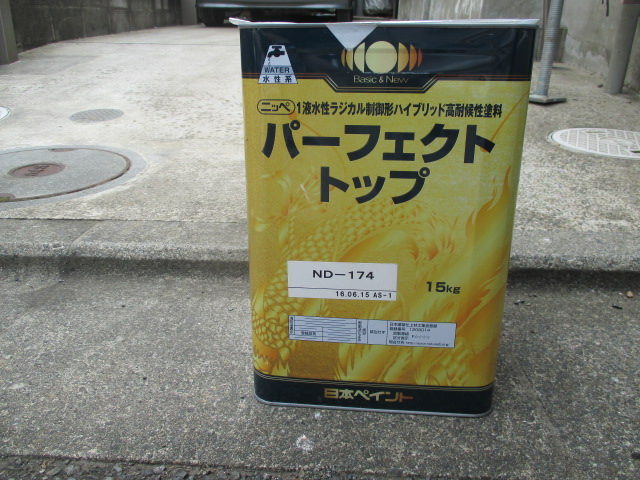 WATER
水性系
Basic & New
ニッペ 1液水性ラジカル制御形ハイブリッド高耐候性塗料
パーフェクト
トップ
ND-174
16.06.15 AS-1
15kg
日本ペイント